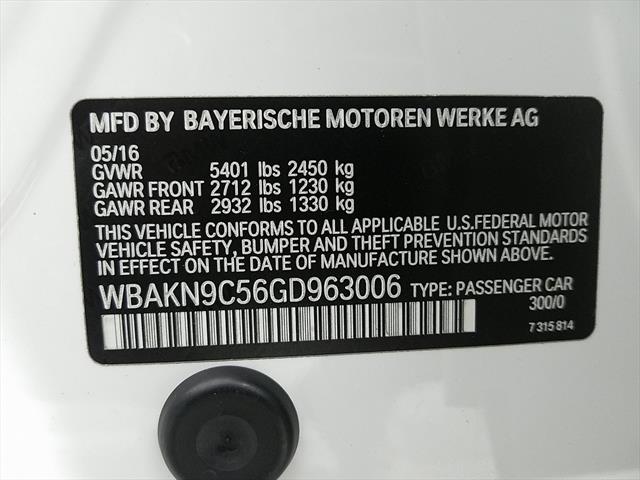 MFD BY BAYERISCHE MOTOREN WERKE AG
05/16
GVWR 5401 lbs 2450 kg
GAWR FRONT 2712 lbs 1230 kg
GAWR REAR 2932 lbs 1330 kg
THIS VEHICLE CONFORMS TO ALL APPLICABLE U.S.FEDERAL MOTOR
VEHICLE SAFETY, BUMPER AND THEFT PREVENTION STANDARDS
IN EFFECT ON THE DATE OF MANUFACTURE SHOWN ABOVE.
WBAKN9C56GD963006 TYPE: PASSENGER CAR
300/0
7 315 814